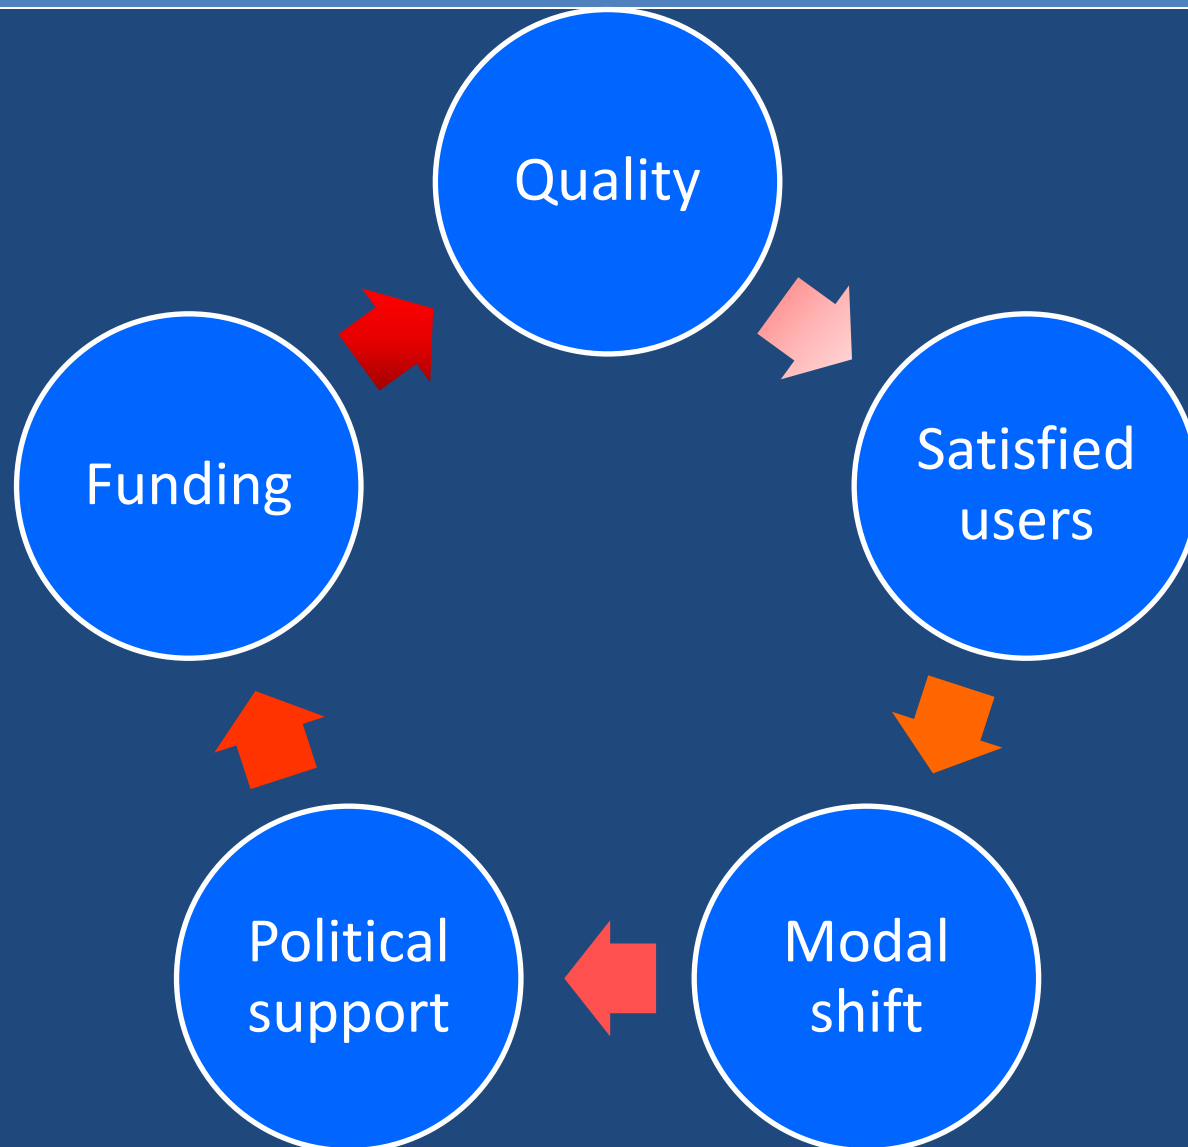 Quality
Satisfied
users
Modal
shift
Political
support
Funding